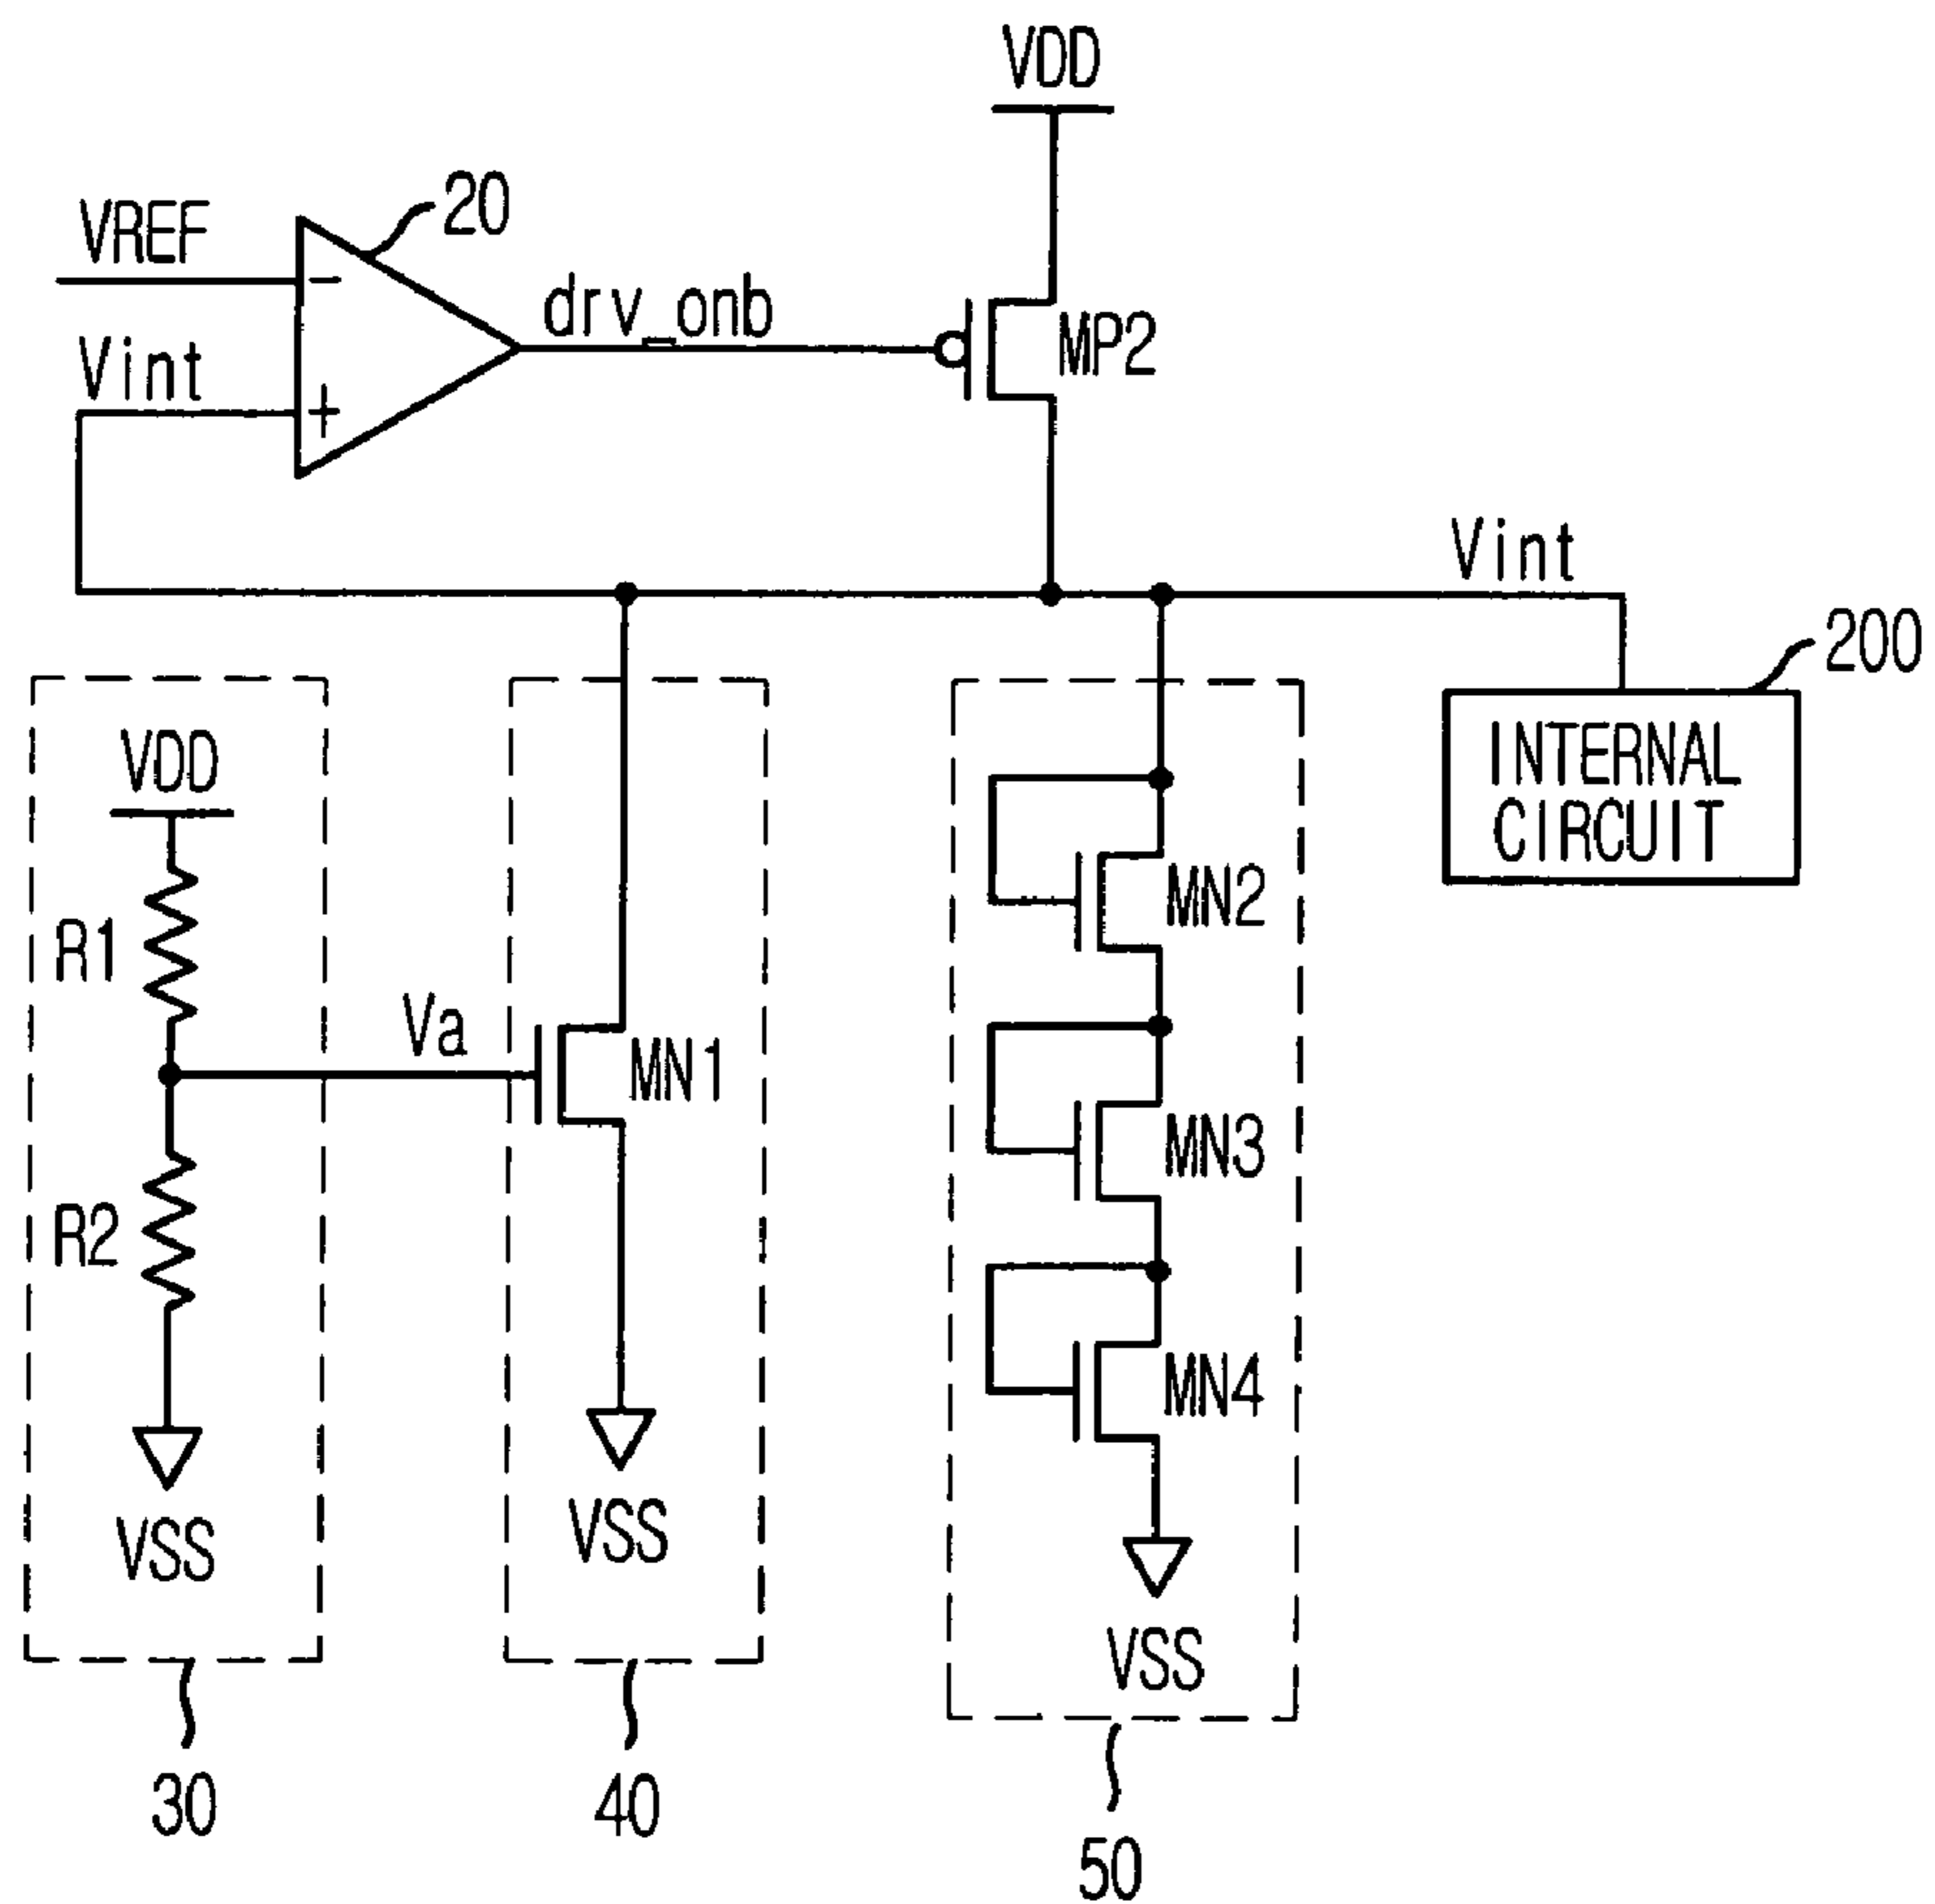 VDD
20
VREF
−
drv_onb
Vint
+
MP2
Vint
200
INTERNAL
CIRCUIT
VDD
R1
Va
MN1
MN2
MN3
R2
MN4
VSS
VSS
VSS
30
40
50